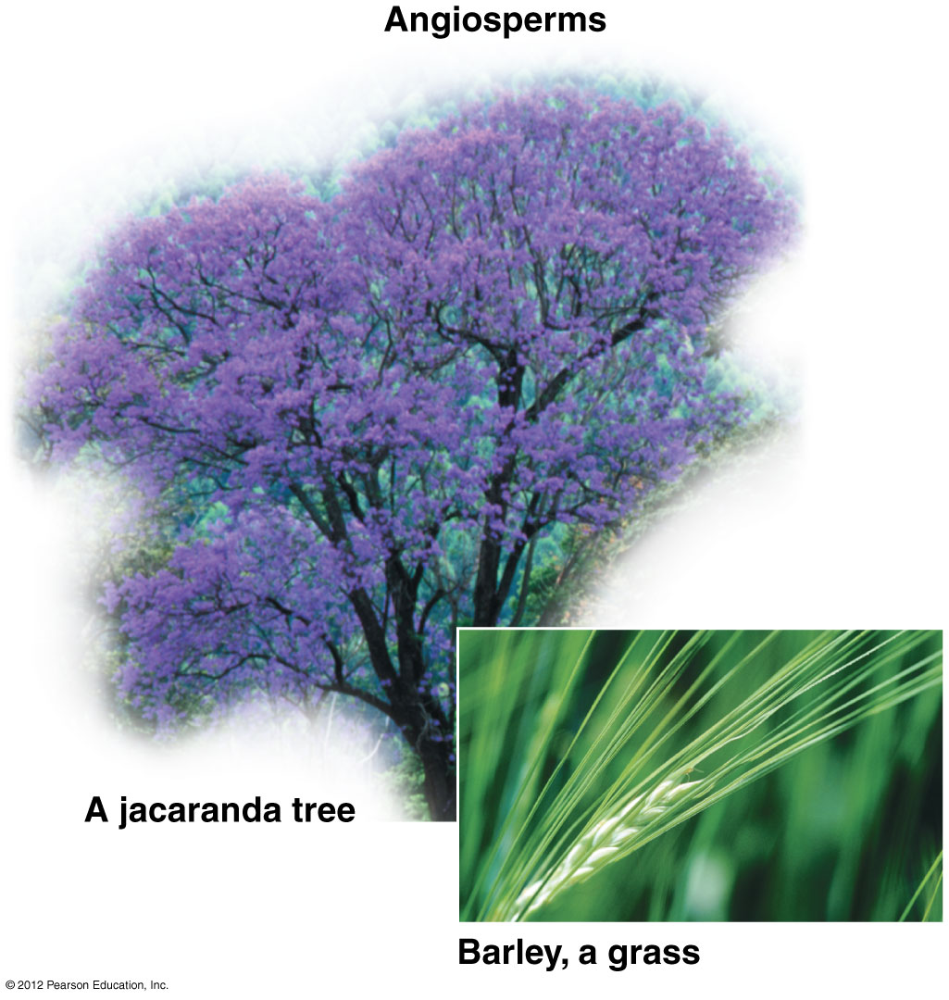 Angiosperms
A jacaranda tree
Barley, a grass
© 2012 Pearson Education, Inc.